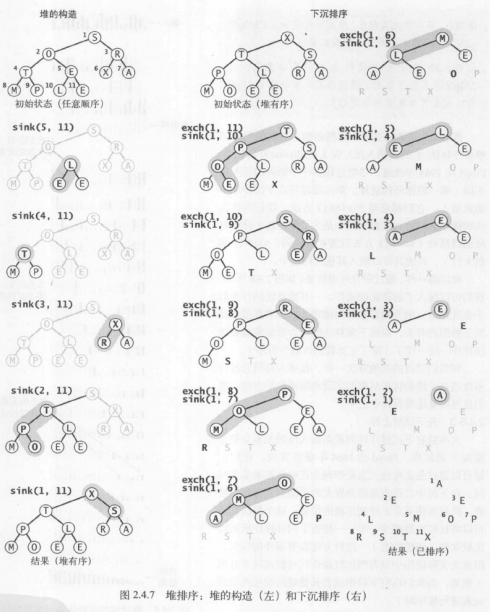 堆的构造
1 S
2 O 3 R
4 T 5 E 6 X 7 A
8 M 9 P 10 L 11 E
初始状态（任意顺序）
sink(5, 11)
S
O R
T L X A
M P E E
sink(4, 11)
S
O R
T L X A
M P E E
sink(3, 11)
S
O X
T L R A
M P E E
sink(2, 11)
S
T X
P L R A
M O E E
sink(1, 11)
X
T S
P L R A
M O E E
结果（堆有序）
下沉排序
X
T S
P L R A
M O E E
初始状态（堆有序）
exch(1, 11)
sink(1, 10)
T
P S
O L R A
M E E X
exch(1, 10)
sink(1, 9)
S
P R
O L E A
M E T X
exch(1, 9)
sink(1, 8)
R
P E
O L E A
M S T X
exch(1, 8)
sink(1, 7)
P
O E
M L E A
R S T X
exch(1, 7)
sink(1, 6)
O
M E
A L E P
R S T X
exch(1, 6)
sink(1, 5)
M
L E
A E O P
R S T X
exch(1, 5)
sink(1, 4)
L
E E
A M O P
R S T X
exch(1, 4)
sink(1, 3)
E
A E
L M O P
R S T X
exch(1, 3)
sink(1, 2)
E
A E
L M O P
R S T X
exch(1, 2)
sink(1, 1)
A
E E
L M O P
R S T X
1 A
2 E 3 E
4 L 5 M 6 O 7 P
8 R 9 S 10 T 11 X
结果（已排序）
图 2.4.7 堆排序：堆的构造（左）和下沉排序（右）